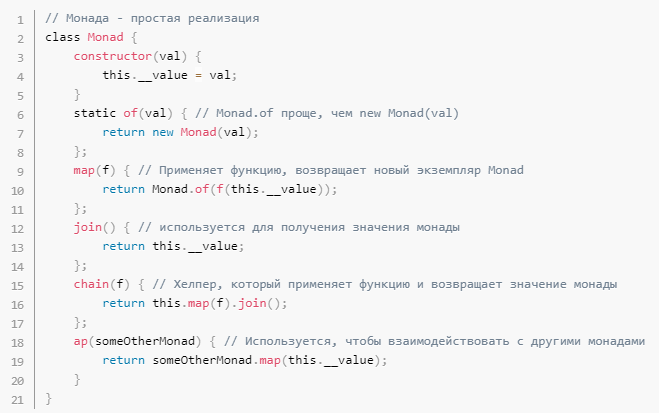 1 // Монада - простая реализация
2 class Monad {
3     constructor(val) {
4         this.__value = val;
5     }
6     static of(val) { // Monad.of проще, чем new Monad(val)
7         return new Monad(val);
8     };
9     map(f) { // Применяет функцию, возвращает новый экземпляр Monad
10         return Monad.of(f(this.__value));
11     };
12     join() { // используется для получения значения монады
13         return this.__value;
14     };
15     chain(f) { // Хелпер, который применяет функцию и возвращает значение монады
16         return this.map(f).join();
17     };
18     ap(someOtherMonad) { // Используется, чтобы взаимодействовать с другими монадами
19         return someOtherMonad.map(this.__value);
20     }
21 }